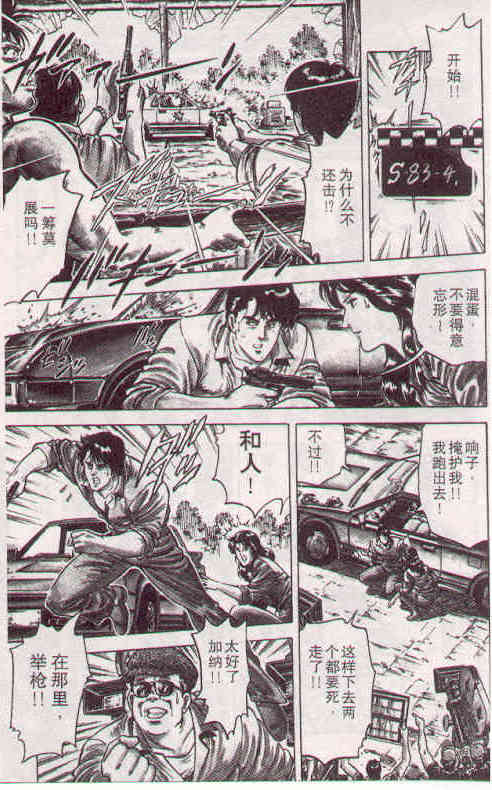 开始!!
S 83-4.
为什么不
还击!?
一筹莫
展吗!!
混蛋，
不要得意
忘形～
响子，
掩护我!!
我跑出去！
不过!!
这样下去两
个都要死，
走了!!
和人！
太好了
加纳!!
在那里，
举枪!!